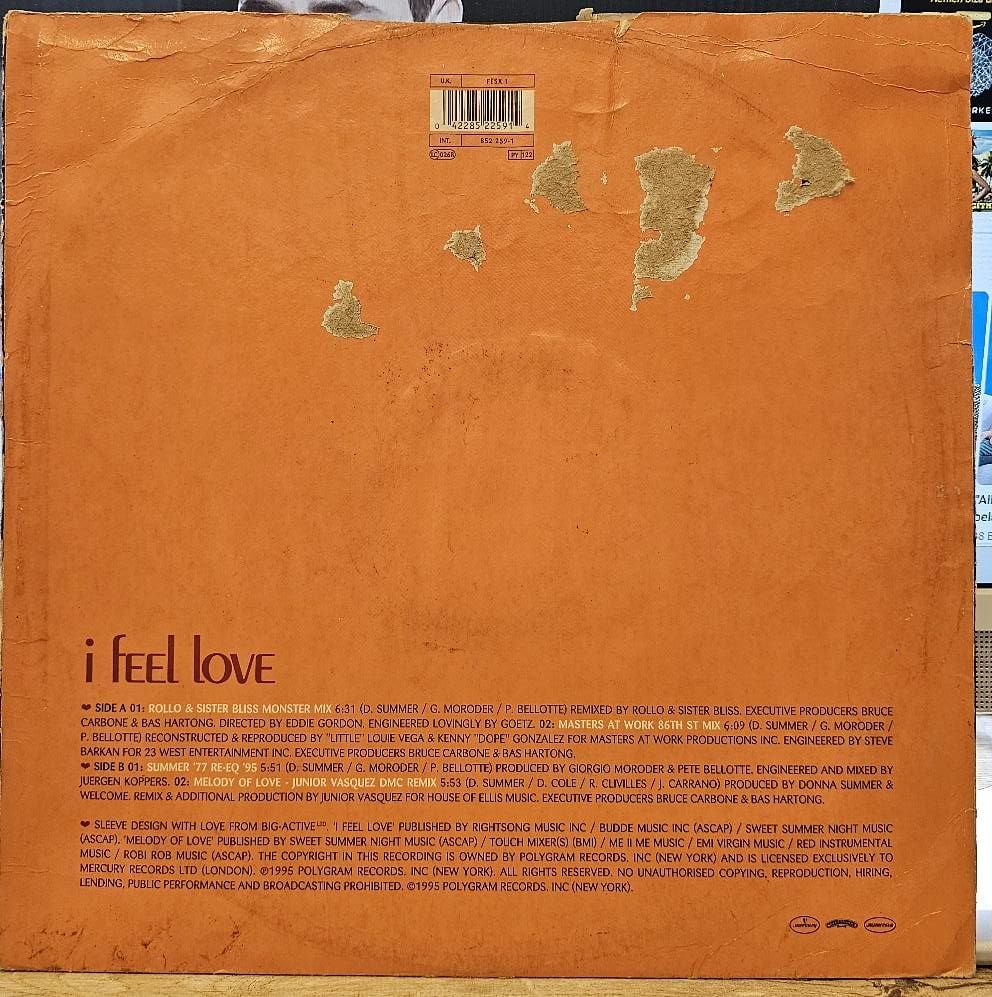 U.K. FESX 1
0 42285 22591 4
INT. 852 259-1
LC 0268 PY 122
i feel love
❤ SIDE A 01: ROLLO & SISTER BLISS MONSTER MIX 6:31 (D. SUMMER / G. MORODER / P. BELLOTTE) REMIXED BY ROLLO & SISTER BLISS. EXECUTIVE PRODUCERS BRUCE
CARBONE & BAS HARTONG. DIRECTED BY EDDIE GORDON. ENGINEERED LOVINGLY BY GOETZ. 02: MASTERS AT WORK 86TH ST MIX 6:09 (D. SUMMER / G. MORODER /
P. BELLOTTE) RECONSTRUCTED & REPRODUCED BY "LITTLE" LOUIE VEGA & KENNY "DOPE" GONZALEZ FOR MASTERS AT WORK PRODUCTIONS INC. ENGINEERED BY STEVE
BARKAN FOR 23 WEST ENTERTAINMENT INC. EXECUTIVE PRODUCERS BRUCE CARBONE & BAS HARTONG.
❤ SIDE B 01: SUMMER '77 RE-EQ '95 5:51 (D. SUMMER / G. MORODER / P. BELLOTTE) PRODUCED BY GIORGIO MORODER & PETE BELLOTTE. ENGINEERED AND MIXED BY
JUERGEN KOPPERS. 02: MELODY OF LOVE - JUNIOR VASQUEZ DMC REMIX 5:53 (D. SUMMER / D. COLE / R. CLIVILLES / J. CARRANO) PRODUCED BY DONNA SUMMER &
WELCOME. REMIX & ADDITIONAL PRODUCTION BY JUNIOR VASQUEZ FOR HOUSE OF ELLIS MUSIC. EXECUTIVE PRODUCERS BRUCE CARBONE & BAS HARTONG.
❤ SLEEVE DESIGN WITH LOVE FROM BIG-ACTIVE LTD. 'I FEEL LOVE' PUBLISHED BY RIGHTSONG MUSIC INC / BUDDE MUSIC INC (ASCAP) / SWEET SUMMER NIGHT MUSIC
(ASCAP). 'MELODY OF LOVE' PUBLISHED BY SWEET SUMMER NIGHT MUSIC (ASCAP) / TOUCH MIXER(S) (BMI) / ME II ME MUSIC / EMI VIRGIN MUSIC / RED INSTRUMENTAL
MUSIC / ROBI ROB MUSIC (ASCAP). THE COPYRIGHT IN THIS RECORDING IS OWNED BY POLYGRAM RECORDS. INC (NEW YORK) AND IS LICENSED EXCLUSIVELY TO
MERCURY RECORDS LTD (LONDON). ℗1995 POLYGRAM RECORDS. INC (NEW YORK). ALL RIGHTS RESERVED. NO UNAUTHORISED COPYING, REPRODUCTION, HIRING,
LENDING, PUBLIC PERFORMANCE AND BROADCASTING PROHIBITED. ©1995 POLYGRAM RECORDS. INC (NEW YORK).